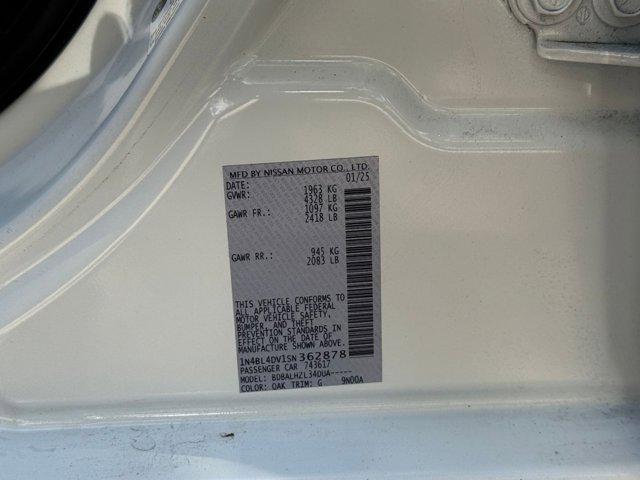 MFD BY NISSAN MOTOR CO., LTD.
DATE: 01/25
GVWR: 1963 KG
4328 LB
GAWR FR.: 1097 KG
2418 LB
GAWR RR.: 945 KG
2083 LB
THIS VEHICLE CONFORMS TO
ALL APPLICABLE FEDERAL
MOTOR VEHICLE SAFETY,
BUMPER, AND THEFT
PREVENTION STANDARDS IN
EFFECT ON THE DATE OF
MANUFACTURE SHOWN ABOVE.
1N4BL4DV1SN362878
PASSENGER CAR 743617
MODEL: BDBALHZL34DUA-----
COLOR: QAK TRIM: G 9N00A